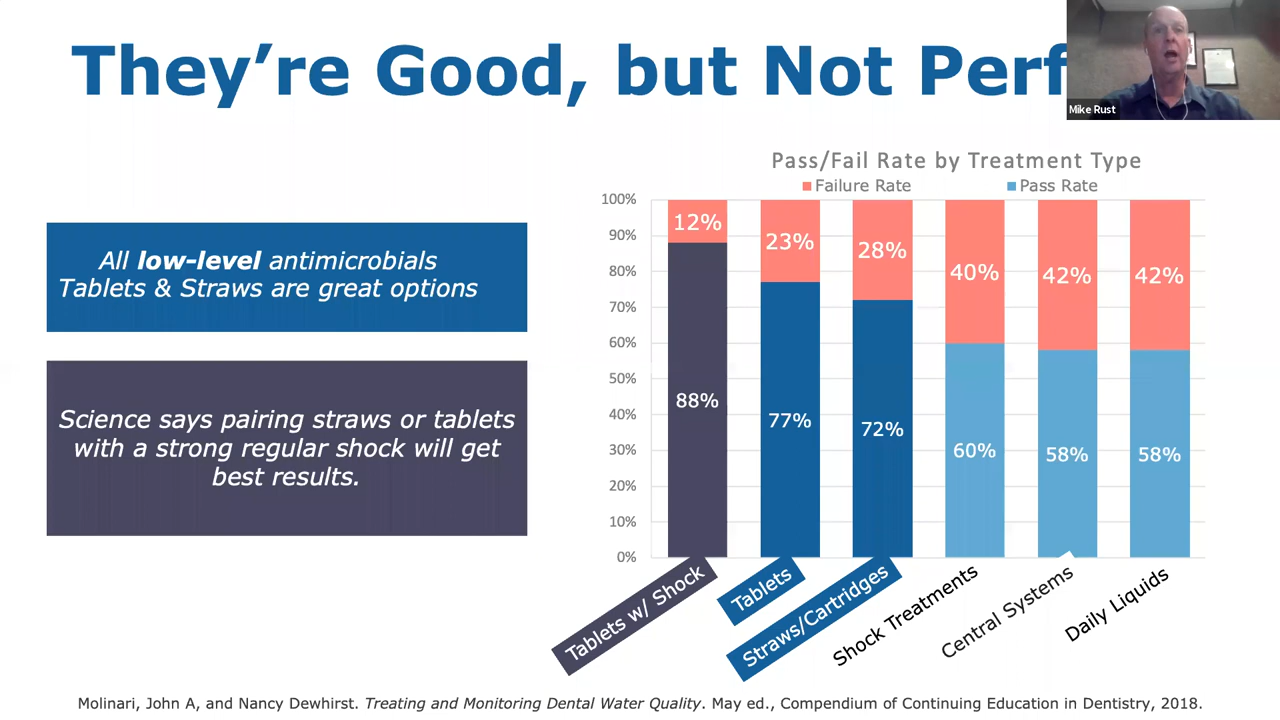 They're Good, but Not Perf
Mike Rust
All low-level antimicrobials
Tablets & Straws are great options
Science says pairing straws or tablets
with a strong regular shock will get
best results.
Pass/Fail Rate by Treatment Type
Failure Rate Pass Rate
100%
90%
80%
70%
60%
50%
40%
30%
20%
10%
0%
12% 23% 28% 40% 42% 42%
88% 77% 72% 60% 58% 58%
Tablets w/ Shock
Tablets
Straws/Cartridges
Shock Treatments
Central Systems
Daily Liquids
Molinari, John A, and Nancy Dewhirst. Treating and Monitoring Dental Water Quality. May ed., Compendium of Continuing Education in Dentistry, 2018.